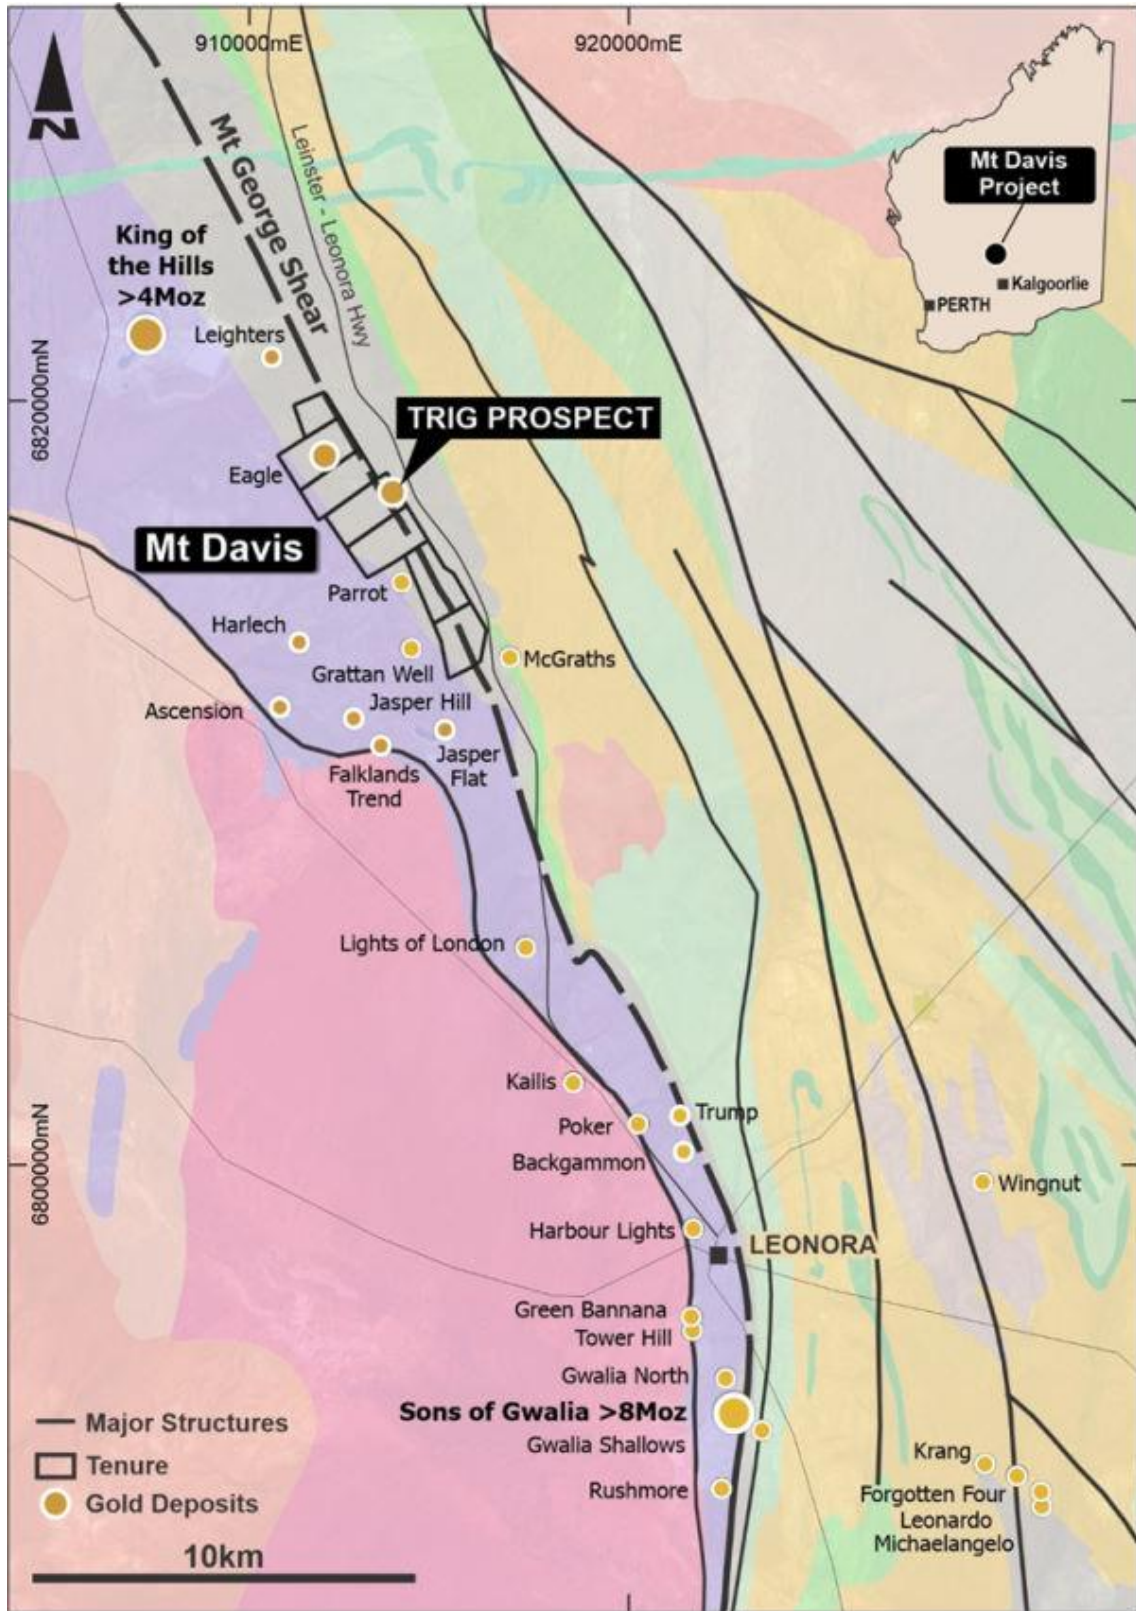 910000mE
920000mE
N
Mt George Shear
Leinster - Leonora Hwy
Mt Davis
Project
Kalgoorlie
PERTH
King of
the Hills
>4Moz
Leighters
6820000mN
TRIG PROSPECT
Eagle
Mt Davis
Parrot
Harlech
Grattan Well
McGraths
Ascension
Jasper Hill
Jasper
Flat
Falklands
Trend
Lights of London
Kailis
Trump
Poker
Backgammon
6800000mN
Wingnut
Harbour Lights
LEONORA
Green Bannana
Tower Hill
Gwalia North
Sons of Gwalia >8Moz
Gwalia Shallows
Rushmore
Krang
Forgotten Four
Leonardo
Michaelangelo
Major Structures
Tenure
Gold Deposits
10km